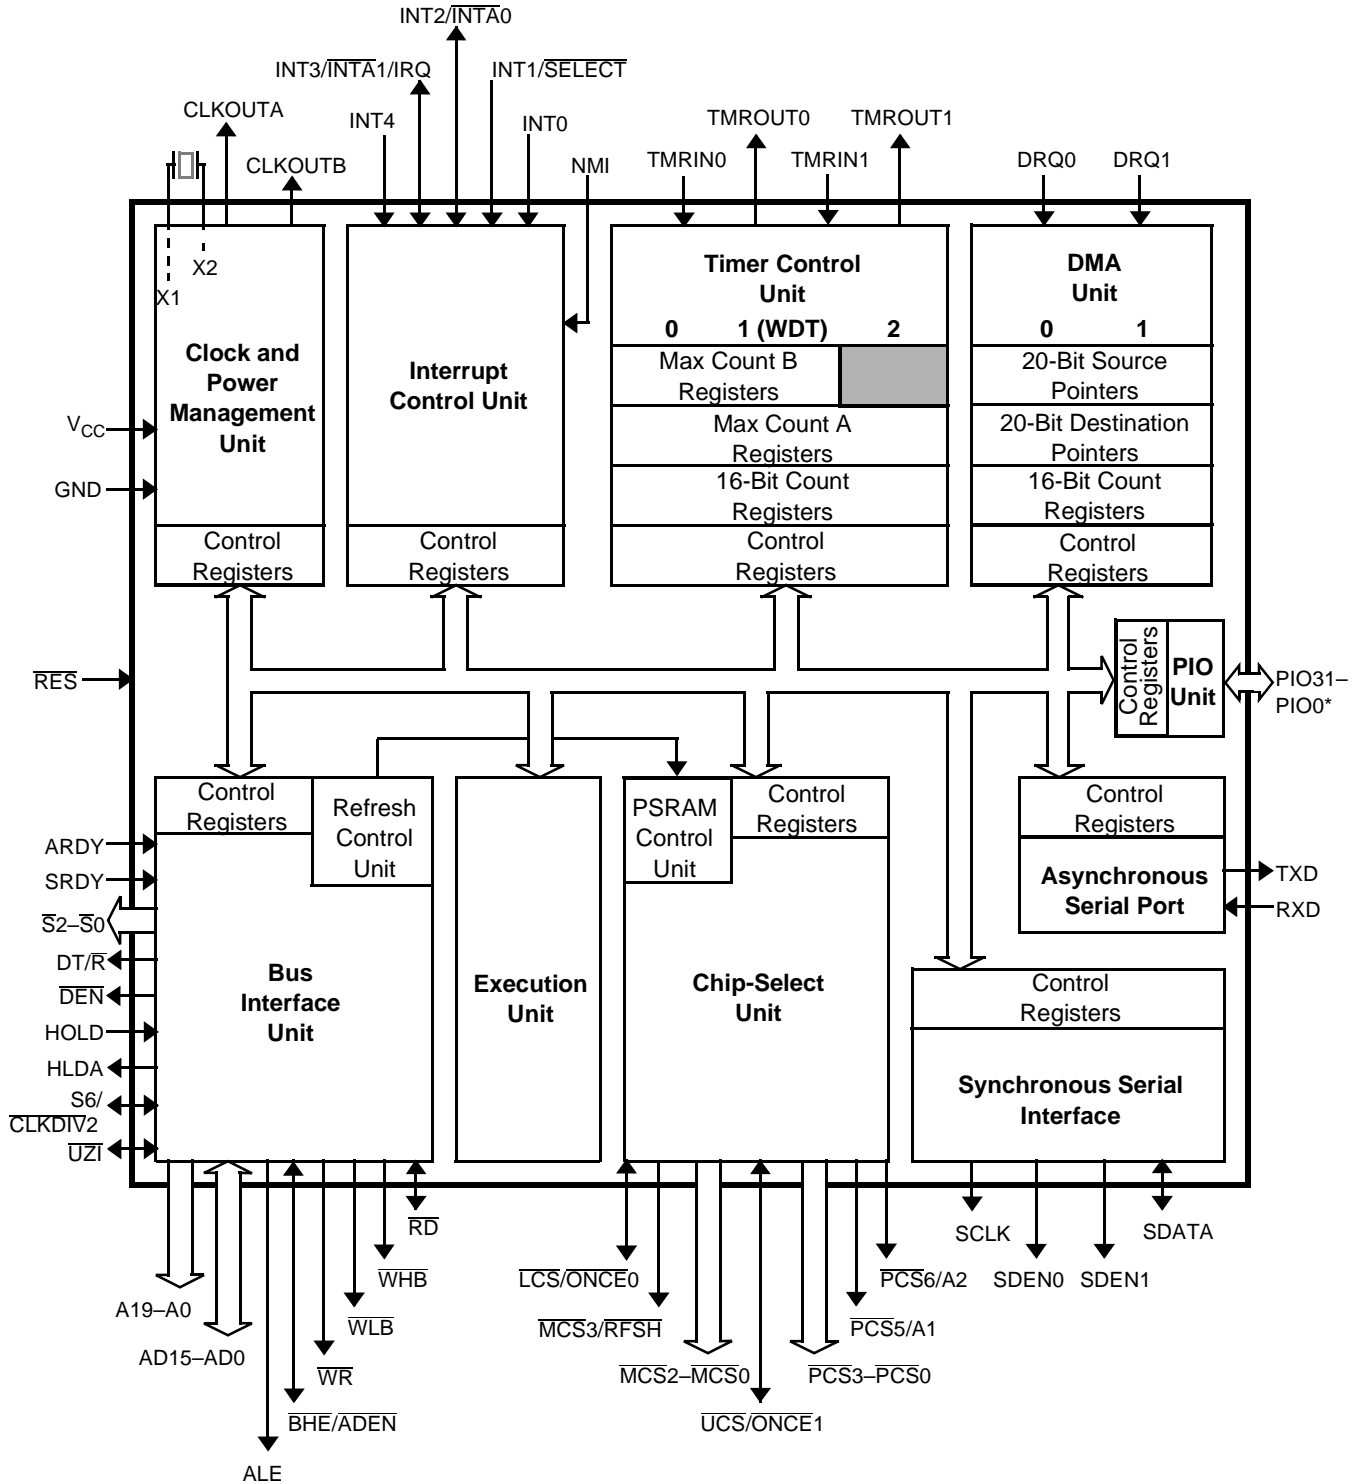 INT2/INTA0
INT3/INTA1/IRQ
INT1/SELECT
CLKOUTA
INT4
INT0
TMROUT0
TMROUT1
CLKOUTB
NMI
TMRIN0
TMRIN1
DRQ0
DRQ1
X2
X1
Clock and
Power
Management
Unit
Control
Registers
Interrupt
Control Unit
Control
Registers
Timer Control
Unit
0 1 (WDT) 2
Max Count B
Registers
Max Count A
Registers
16-Bit Count
Registers
Control
Registers
DMA
Unit
0 1
20-Bit Source
Pointers
20-Bit Destination
Pointers
16-Bit Count
Registers
Control
Registers
VCC
GND
RES
Control
Registers
PIO
Unit
PIO31–
PIO0*
Control
Registers
Refresh
Control
Unit
Bus
Interface
Unit
Execution
Unit
PSRAM
Control
Unit
Control
Registers
Chip-Select
Unit
Control
Registers
Asynchronous
Serial Port
TXD
RXD
Control
Registers
Synchronous Serial
Interface
ARDY
SRDY
S2–S0
DT/R
DEN
HOLD
HLDA
S6/
CLKDIV2
UZI
RD
WHB
A19–A0
WLB
AD15–AD0
WR
BHE/ADEN
ALE
LCS/ONCE0
MCS3/RFSH
MCS2–MCS0
UCS/ONCE1
PCS3–PCS0
PCS5/A1
PCS6/A2
SCLK
SDEN0
SDEN1
SDATA